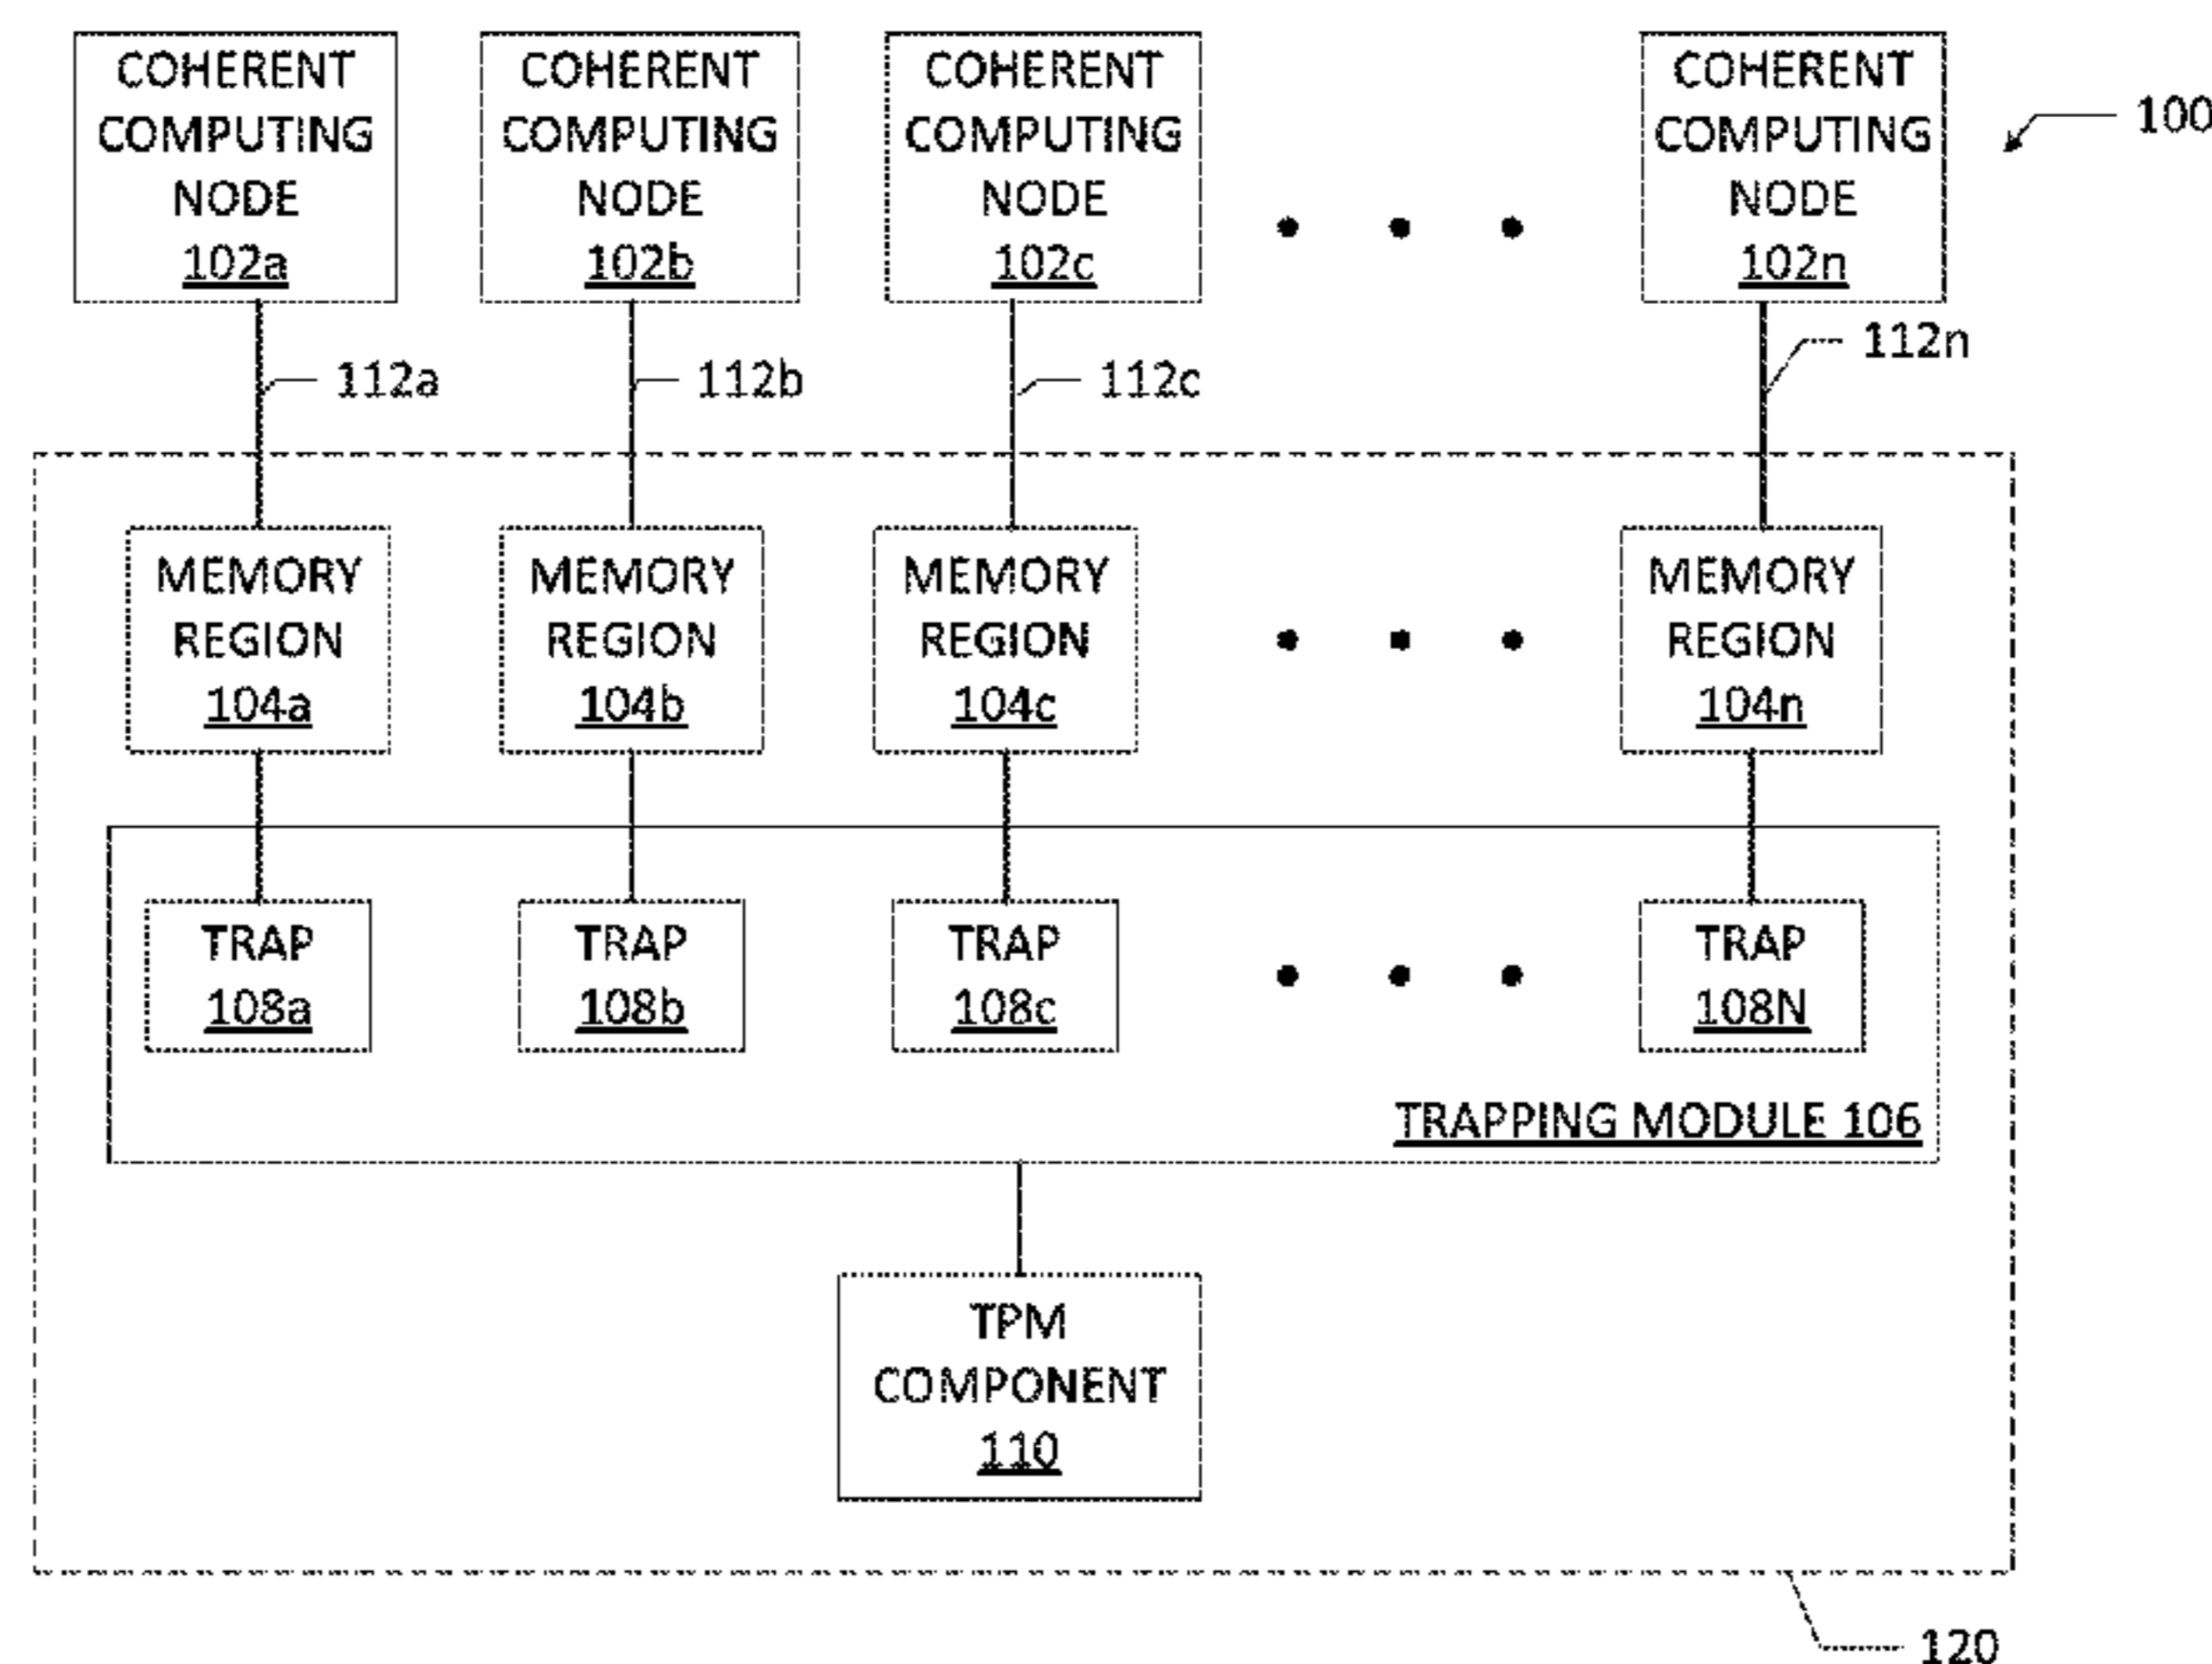 COHERENT
COMPUTING
NODE
102a
COHERENT
COMPUTING
NODE
102b
COHERENT
COMPUTING
NODE
102c
COHERENT
COMPUTING
NODE
102n
100
112a
112b
112c
112n
MEMORY
REGION
104a
MEMORY
REGION
104b
MEMORY
REGION
104c
MEMORY
REGION
104n
TRAP
108a
TRAP
108b
TRAP
108c
TRAP
108N
TRAPPING MODULE 106
TPM
COMPONENT
110
120